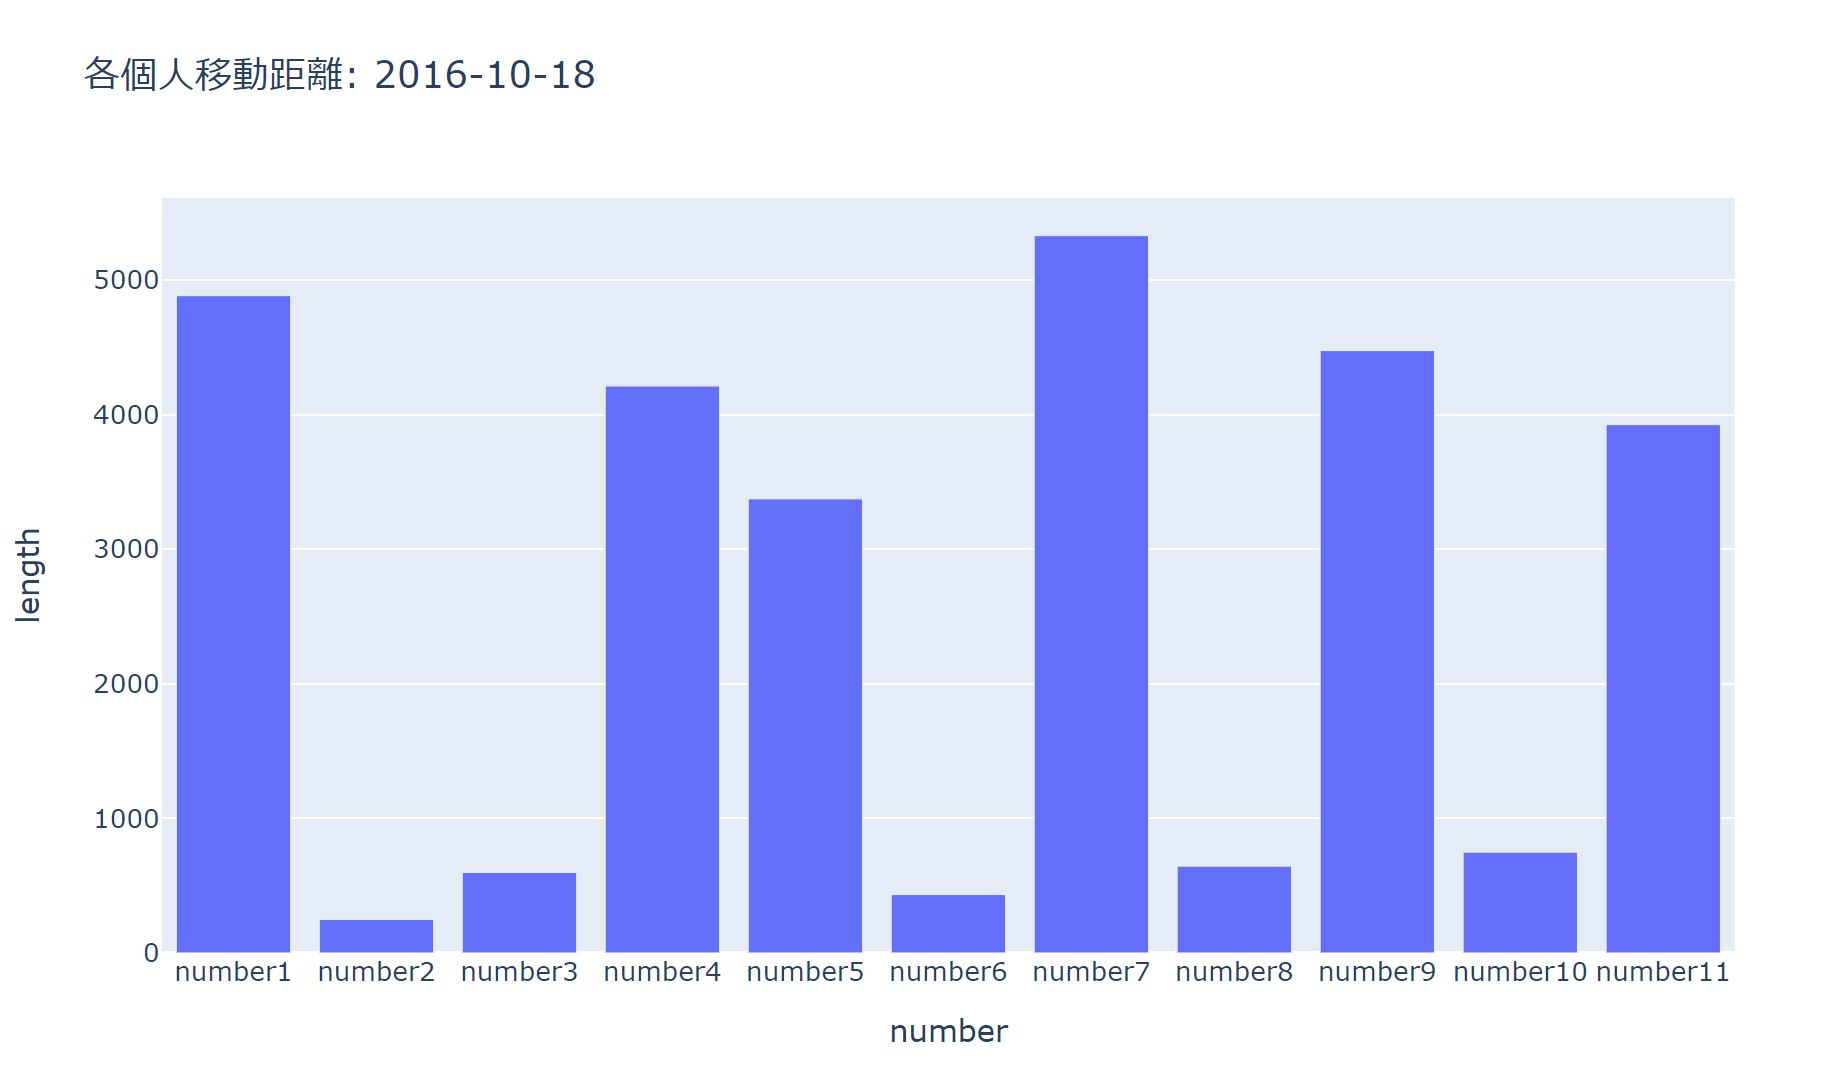 各個人移動距離: 2016-10-18
length
5000
4000
3000
2000
1000
0
number1 number2 number3 number4 number5 number6 number7 number8 number9 number10 number11
number